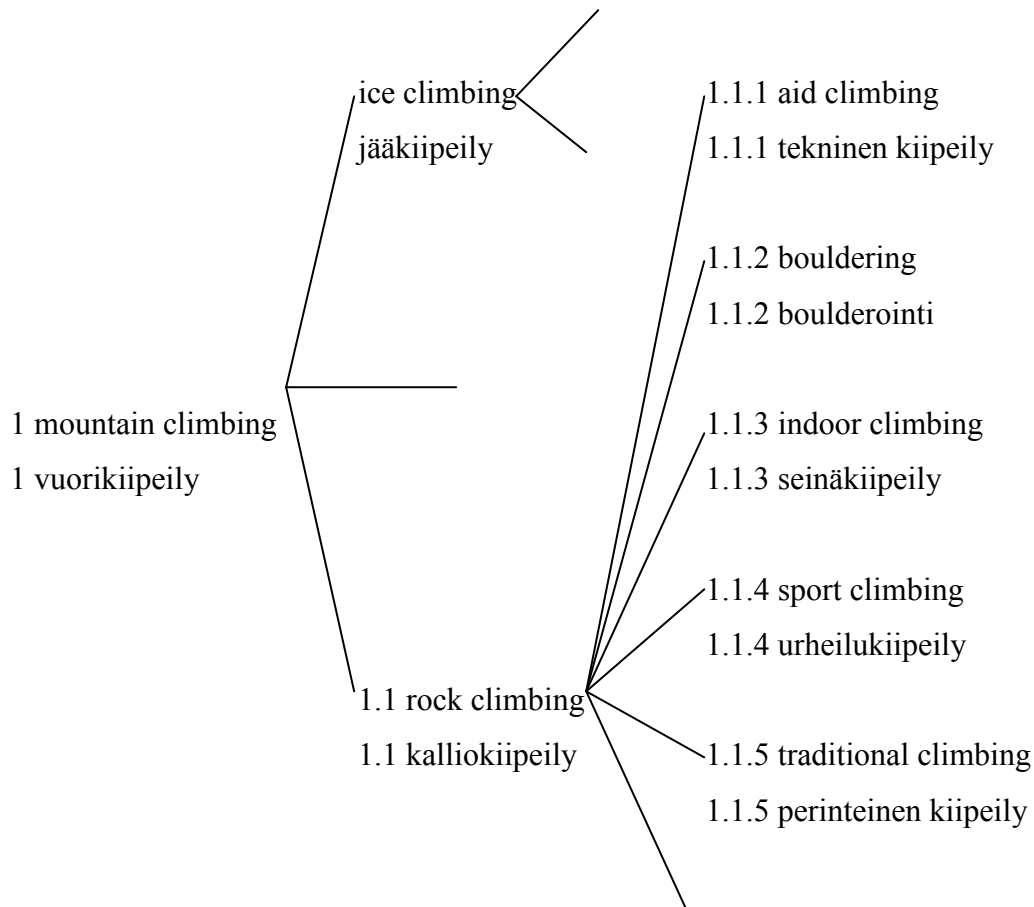 ice climbing
jääkiipeily
1.1.1 aid climbing
1.1.1 tekninen kiipeily
1.1.2 bouldering
1.1.2 boulderointi
1 mountain climbing
1 vuorikiipeily
1.1.3 indoor climbing
1.1.3 seinäkiipeily
1.1.4 sport climbing
1.1.4 urheilukiipeily
1.1 rock climbing
1.1 kalliokiipeily
1.1.5 traditional climbing
1.1.5 perinteinen kiipeily